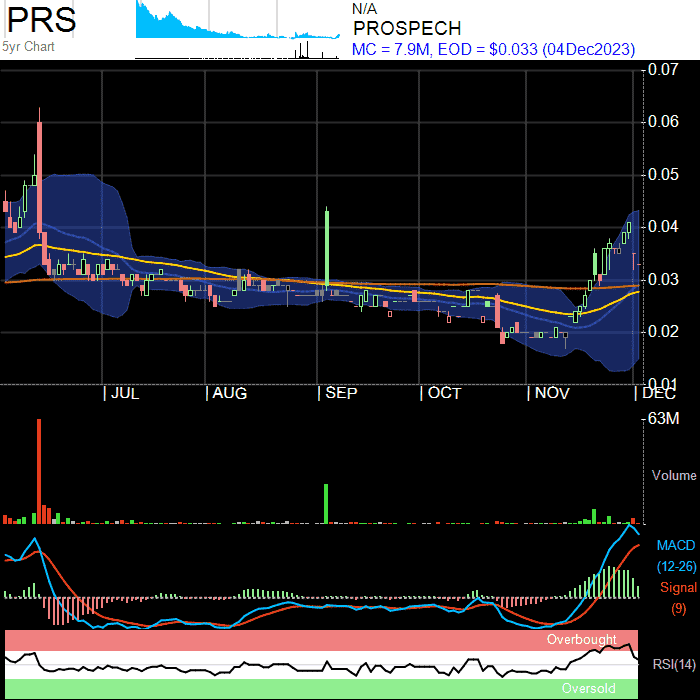 PRS
5yr Chart
N/A
PROSPECH
MC = 7.9M, EOD = $0.033 (04Dec2023)
0.07
0.06
0.05
0.04
0.03
0.02
0.01
| JUL | AUG | SEP | OCT | NOV | DEC
63M
Volume
MACD
(12-26)
Signal
(9)
Overbought
RSI(14)
Oversold